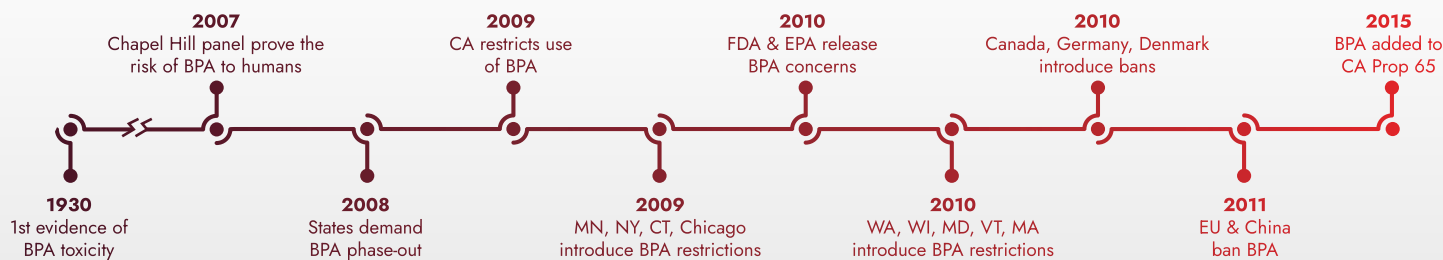 1930
1st evidence of
BPA toxicity
2007
Chapel Hill panel prove the
risk of BPA to humans
2008
States demand
BPA phase-out
2009
CA restricts use
of BPA
2009
MN, NY, CT, Chicago
introduce BPA restrictions
2010
FDA & EPA release
BPA concerns
2010
WA, WI, MD, VT, MA
introduce BPA restrictions
2010
Canada, Germany, Denmark
introduce bans
2011
EU & China
ban BPA
2015
BPA added to
CA Prop 65